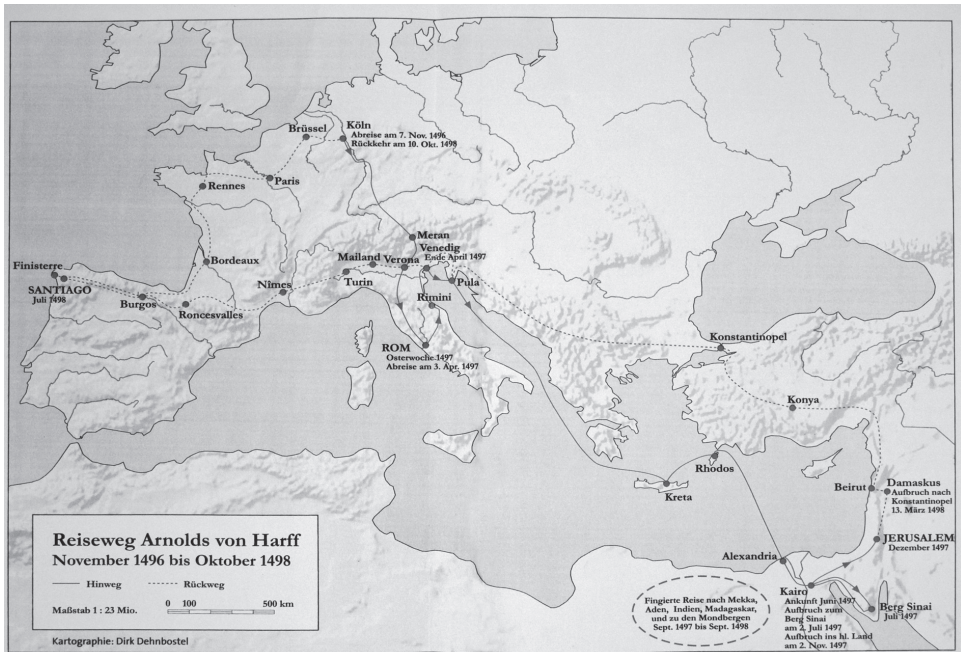 Brüssel
Köln
Abreise am 7. Nov. 1496
Rückkehr am 10. Okt. 1498
Rennes
Paris
Meran
Venedig
Ende April 1497
Mailand
Verona
Bordeaux
Finisterre
SANTIAGO
Juli 1498
Burgos
Roncesvalles
Nîmes
Turin
Pula
Rimini
ROM
Osterwoche 1497
Abreise am 3. Apr. 1497
Konstantinopel
Konya
Rhodos
Kreta
Beirut
Damaskus
Aufbruch nach
Konstantinopel
13. März 1498
JERUSALEM
Dezember 1497
Alexandria
Kairo
Ankunft Juni 1497
Aufbruch zum
Berg Sinai
am 2. Juli 1497
Aufbruch ins hl. Land
am 2. Nov. 1497
Berg Sinai
Juli 1497
Fingierte Reise nach Mekka,
Aden, Indien, Madagaskar,
und zu den Mondbergen
Sept. 1497 bis Sept. 1498
Reiseweg Arnolds von Harff
November 1496 bis Oktober 1498
Hinweg
Rückweg
Maßstab 1 : 23 Mio.
0 100 500 km
Kartographie: Dirk Dehnbostel